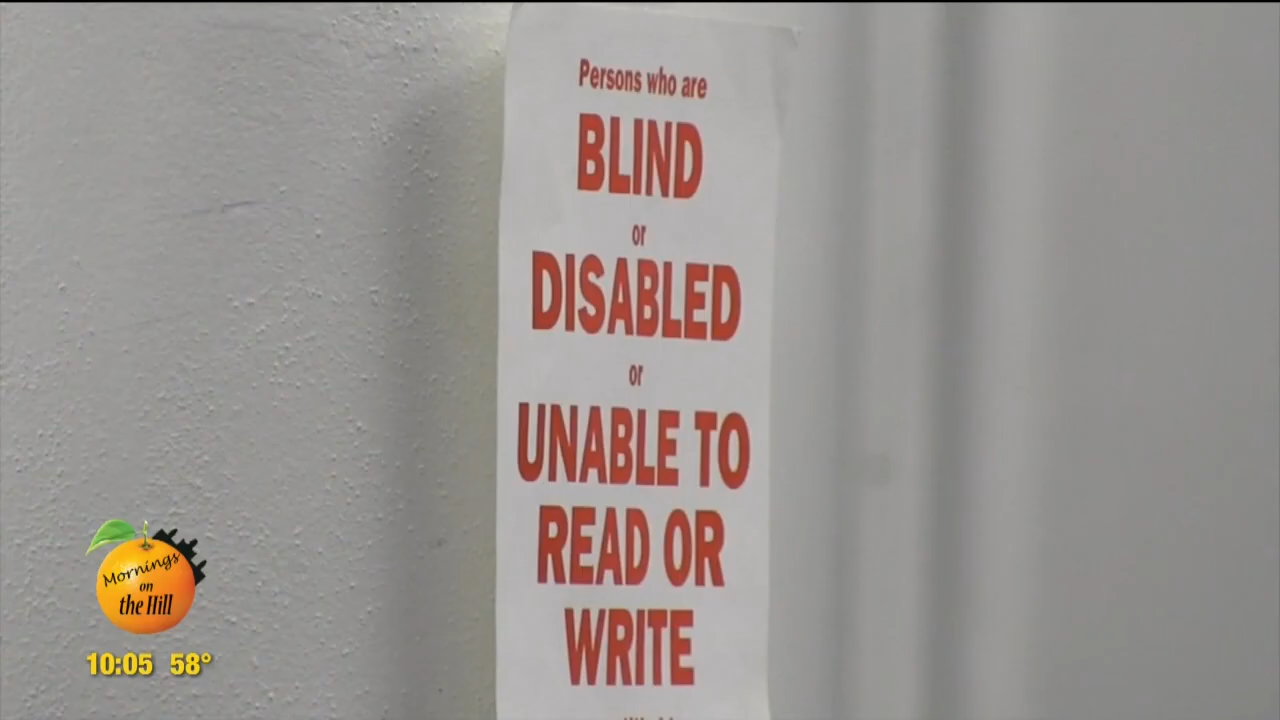 Persons who are
BLIND
or
DISABLED
or
UNABLE TO
READ OR
WRITE
Mornings
on
the Hill
10:05 58°